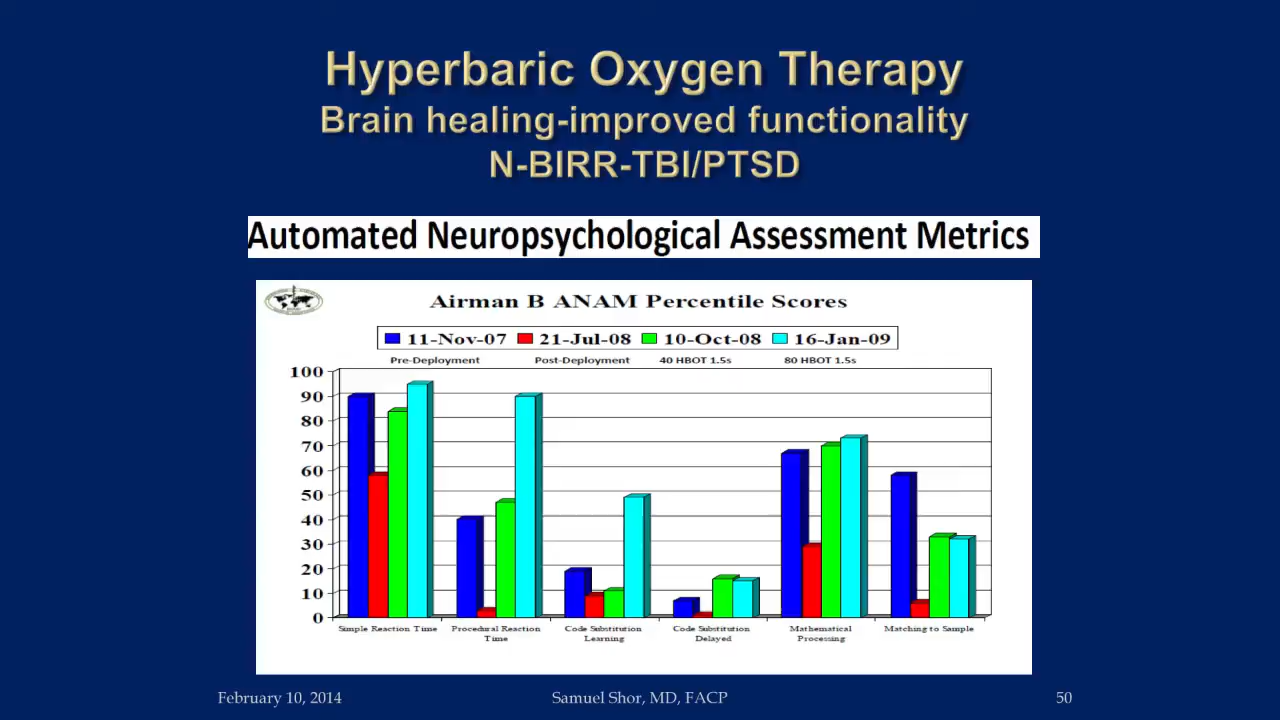 Hyperbaric Oxygen Therapy
Brain healing-improved functionality
N-BIRR-TBI/PTSD
Automated Neuropsychological Assessment Metrics
Airman B ANAM Percentile Scores
11-Nov-07 21-Jul-08 10-Oct-08 16-Jan-09
Pre-Deployment Post-Deployment 40 HBOT 1.5s 80 HBOT 1.5s
100
90
80
70
60
50
40
30
20
10
0
Simple Reaction Time Procedural Reaction Code Substitution Code Substitution Mathematical Matching to Sample
Time Learning Delayed Processing
February 10, 2014 Samuel Shor, MD, FACP 50